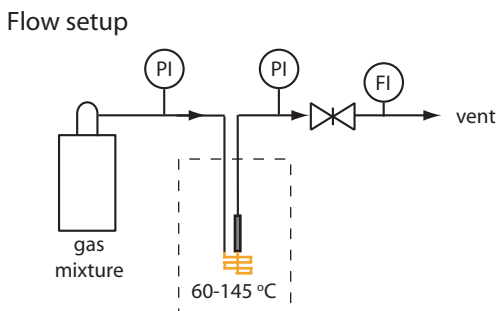 Flow setup
PI
PI
FI
vent
gas
mixture
60-145 °C